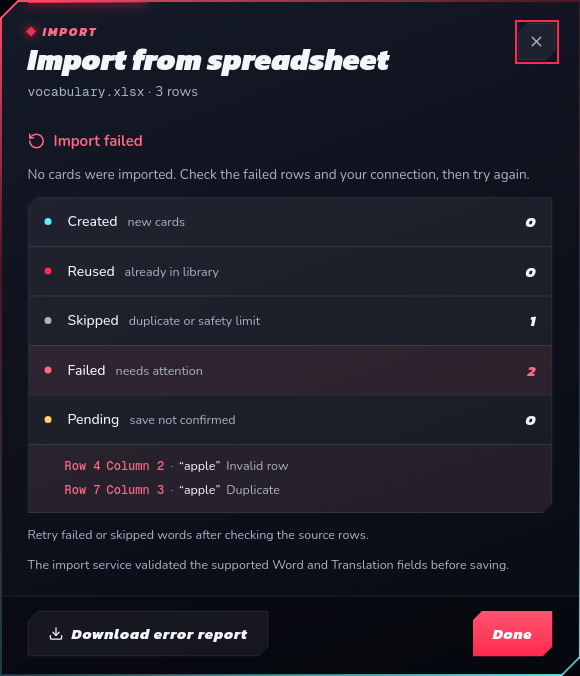 IMPORT
Import from spreadsheet
vocabulary.xlsx · 3 rows
Import failed
No cards were imported. Check the failed rows and your connection, then try again.
Created new cards 0
Reused already in library 0
Skipped duplicate or safety limit 1
Failed needs attention 2
Pending save not confirmed 0
Row 4 Column 2 · “apple” Invalid row
Row 7 Column 3 · “apple” Duplicate
Retry failed or skipped words after checking the source rows.
The import service validated the supported Word and Translation fields before saving.
Download error report Done